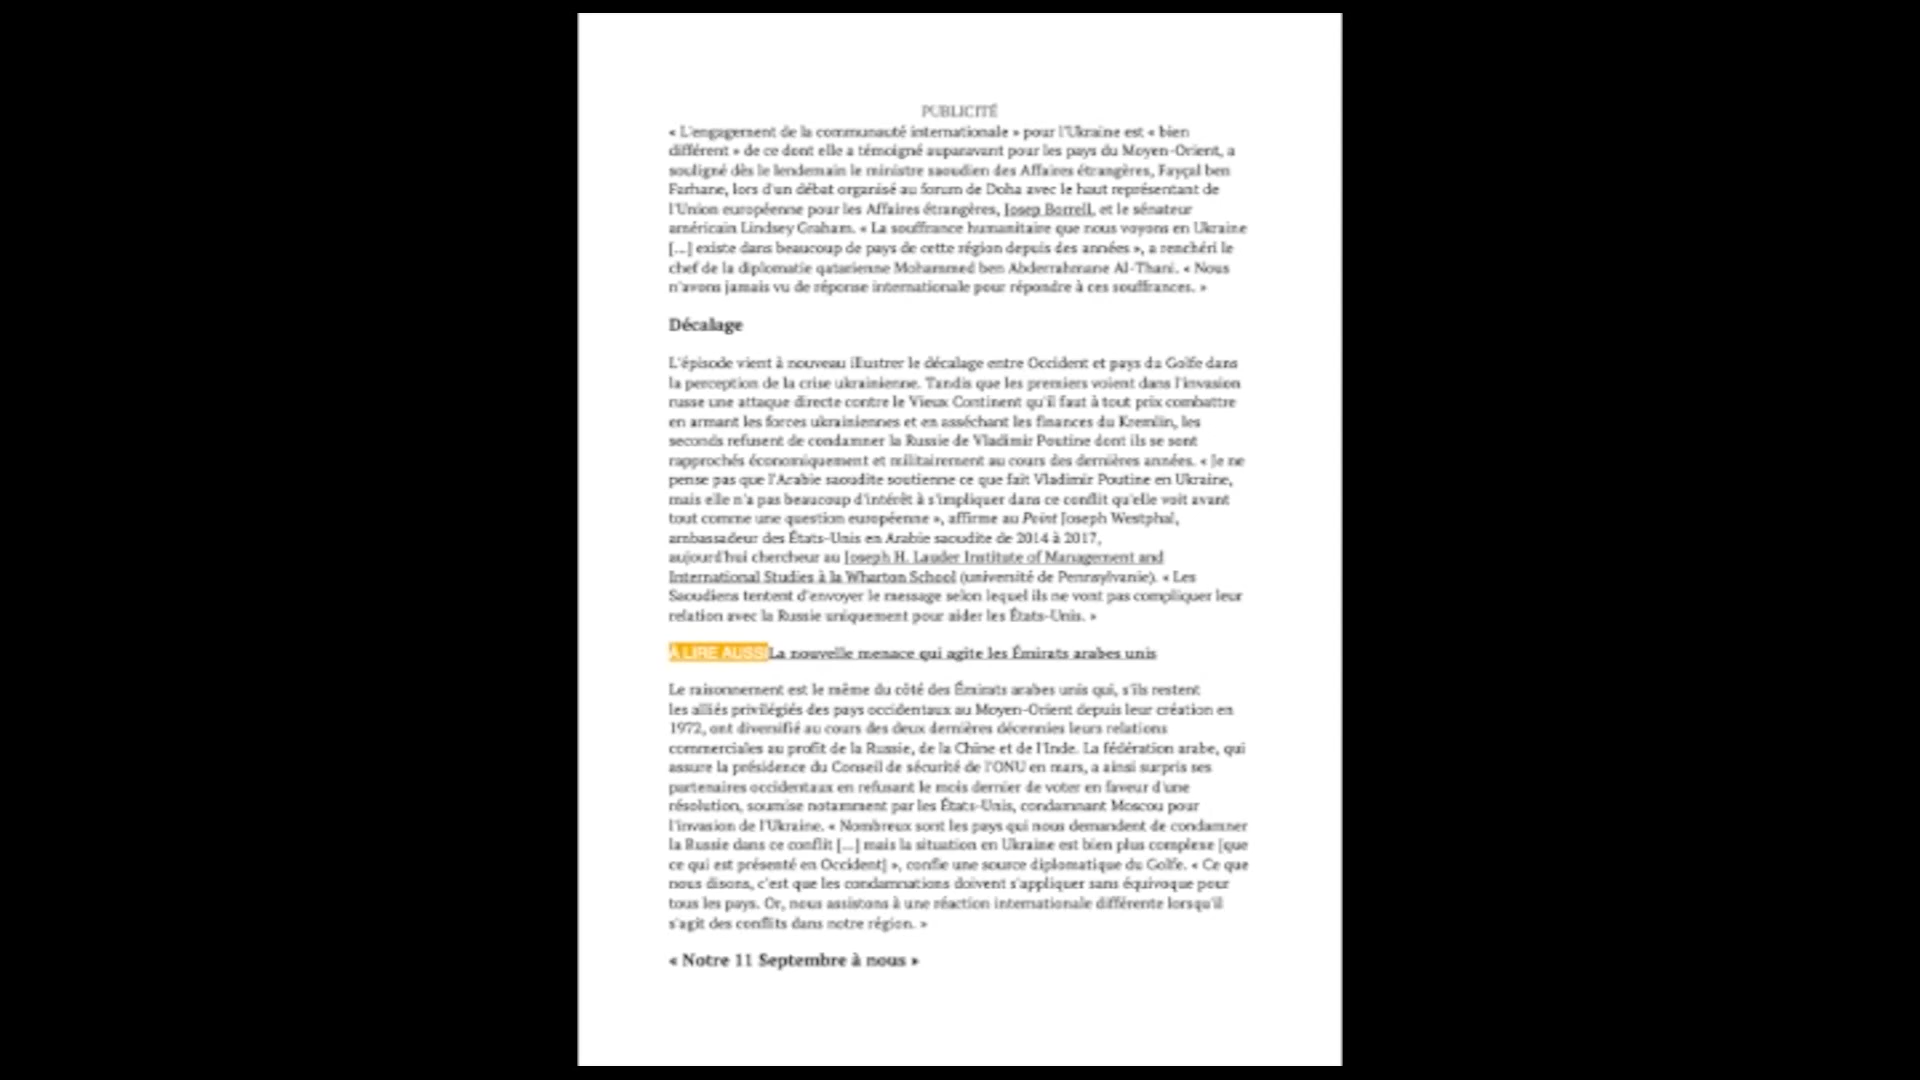 PUBLICITÉ
« L'engagement de la communauté internationale » pour l'Ukraine est « bien
différent » de ce dont elle a témoigné auparavant pour les pays du Moyen-Orient, a
souligné dès le lendemain le ministre saoudien des Affaires étrangères, Fayçal ben
Farhane, lors d'un débat organisé au forum de Doha avec le haut représentant de
l'Union européenne pour les Affaires étrangères, Josep Borrell, et le sénateur
américain Lindsey Graham. « La souffrance humanitaire que nous voyons en Ukraine
[...] existe dans beaucoup de pays de cette région depuis des années », a renchéri le
chef de la diplomatie qatarienne Mohammed ben Abderrahmane Al-Thani. « Nous
n'avons jamais vu de réponse internationale pour répondre à ces souffrances. »
Décalage
L'épisode vient à nouveau illustrer le décalage entre Occident et pays du Golfe dans
la perception de la crise ukrainienne. Tandis que les premiers voient dans l'invasion
russe une attaque directe contre le Vieux Continent qu'il faut à tout prix combattre
en armant les forces ukrainiennes et en asséchant les finances du Kremlin, les
seconds refusent de condamner la Russie de Vladimir Poutine dont ils se sont
rapprochés économiquement et militairement au cours des dernières années. « Je ne
pense pas que l'Arabie saoudite soutienne ce que fait Vladimir Poutine en Ukraine,
mais elle n'a pas beaucoup d'intérêt à s'impliquer dans ce conflit qu'elle voit avant
tout comme une question européenne », affirme au Point Joseph Westphal,
ambassadeur des États-Unis en Arabie saoudite de 2014 à 2017,
aujourd'hui chercheur au Joseph H. Lauder Institute of Management and
International Studies à la Wharton School (université de Pennsylvanie). « Les
Saoudiens tentent d'envoyer le message selon lequel ils ne vont pas compliquer leur
relation avec la Russie uniquement pour aider les États-Unis. »
À LIRE AUSSI La nouvelle menace qui agite les Émirats arabes unis
Le raisonnement est le même du côté des Émirats arabes unis qui, s'ils restent
les alliés privilégiés des pays occidentaux au Moyen-Orient depuis leur création en
1972, ont diversifié au cours des deux dernières décennies leurs relations
commerciales au profit de la Russie, de la Chine et de l'Inde. La fédération arabe, qui
assure la présidence du Conseil de sécurité de l'ONU en mars, a ainsi surpris ses
partenaires occidentaux en refusant le mois dernier de voter en faveur d'une
résolution, soumise notamment par les États-Unis, condamnant Moscou pour
l'invasion de l'Ukraine. « Nombreux sont les pays qui nous demandent de condamner
la Russie dans ce conflit [...] mais la situation en Ukraine est bien plus complexe [que
ce qui est présenté en Occident] », confie une source diplomatique du Golfe. « Ce que
nous disons, c'est que les condamnations doivent s'appliquer sans équivoque pour
tous les pays. Or, nous assistons à une réaction internationale différente lorsqu'il
s'agit des conflits dans notre région. »
« Notre 11 Septembre à nous »